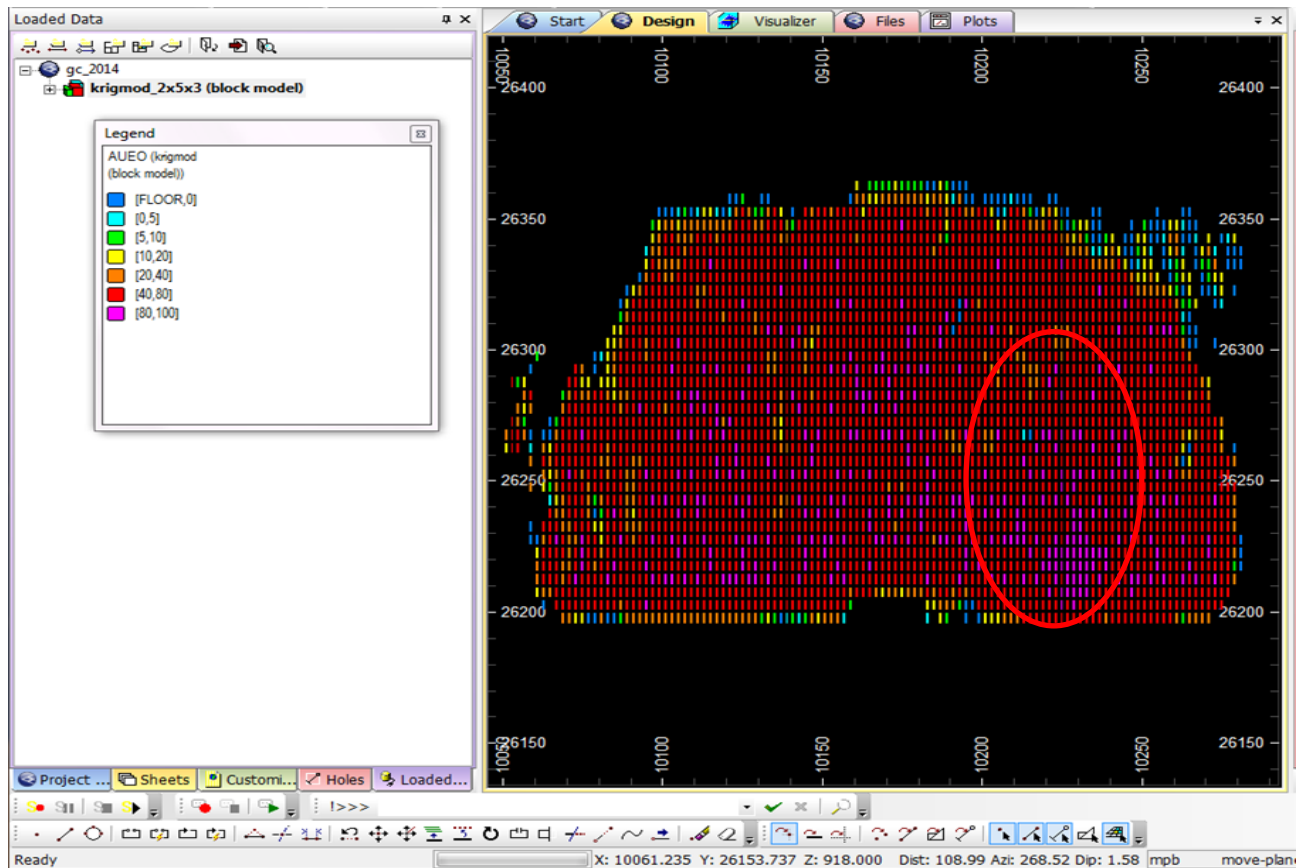 Loaded Data
Start
Design
Visualizer
Files
Plots
gc_2014
krigmod_2x5x3 (block model)
Legend
AUEO (krigmod
(block model))
[FLOOR,0]
[0,5]
[5,10]
[10,20]
[20,40]
[40,80]
[80,100]
10050
10100
10150
10200
10250
26400
26400
26350
26350
26300
26300
26250
26250
26200
26200
26150
26150
10050
10100
10150
10200
10250
Project ...
Sheets
Customi...
Holes
Loaded...
!>>>
Ready
X: 10061.235 Y: 26153.737 Z: 918.000 Dist: 108.99 Azi: 268.52 Dip: 1.58
mpb
move-plane